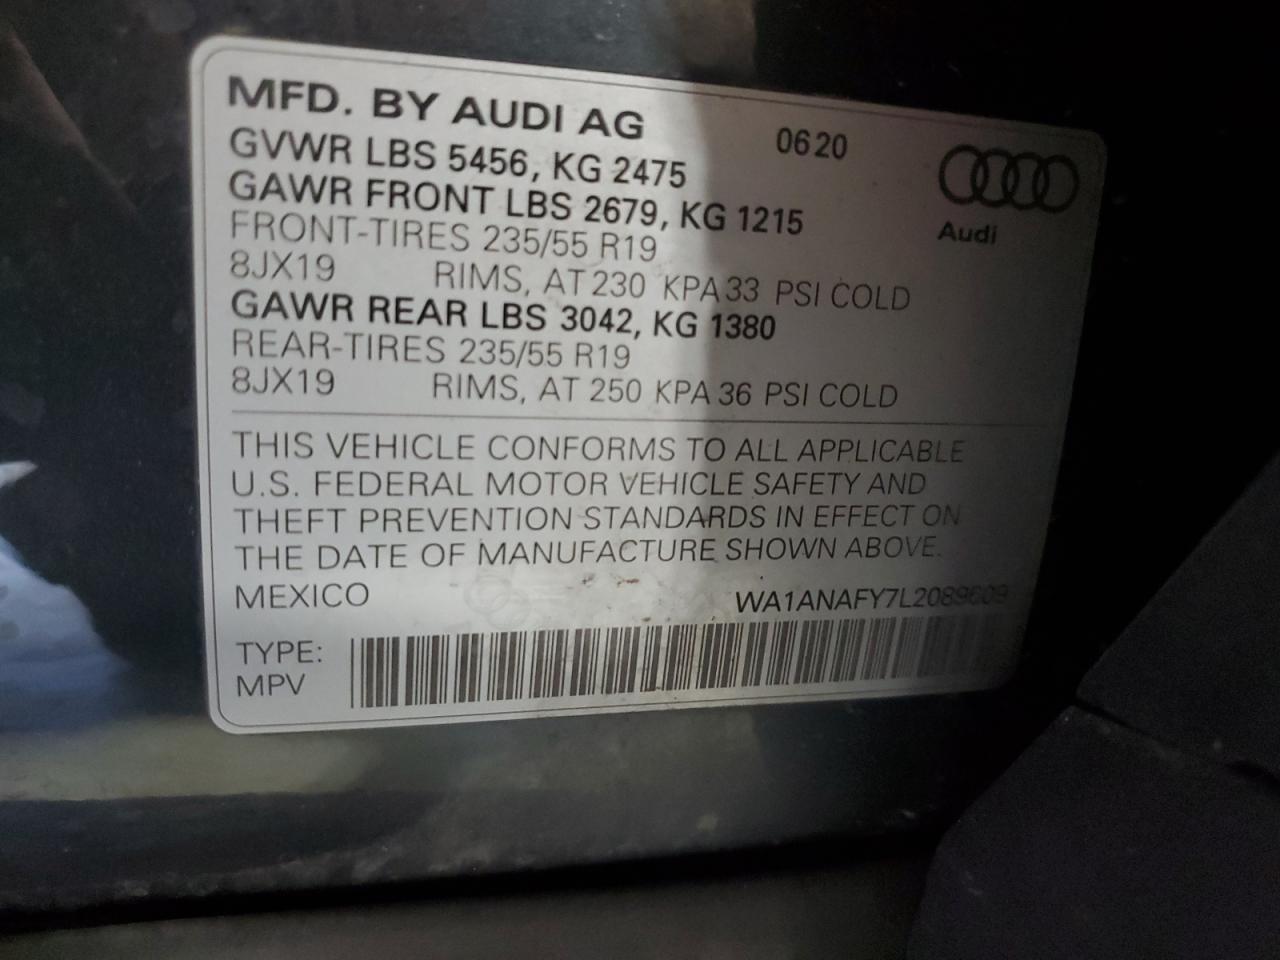 MFD. BY AUDI AG 0620
GVWR LBS 5456, KG 2475
GAWR FRONT LBS 2679, KG 1215
Audi
FRONT-TIRES 235/55 R19
8JX19 RIMS, AT 230 KPA 33 PSI COLD
GAWR REAR LBS 3042, KG 1380
REAR-TIRES 235/55 R19
8JX19 RIMS, AT 250 KPA 36 PSI COLD
THIS VEHICLE CONFORMS TO ALL APPLICABLE
U.S. FEDERAL MOTOR VEHICLE SAFETY AND
THEFT PREVENTION STANDARDS IN EFFECT ON
THE DATE OF MANUFACTURE SHOWN ABOVE.
MEXICO WA1ANAFY7L2089609
TYPE:
MPV